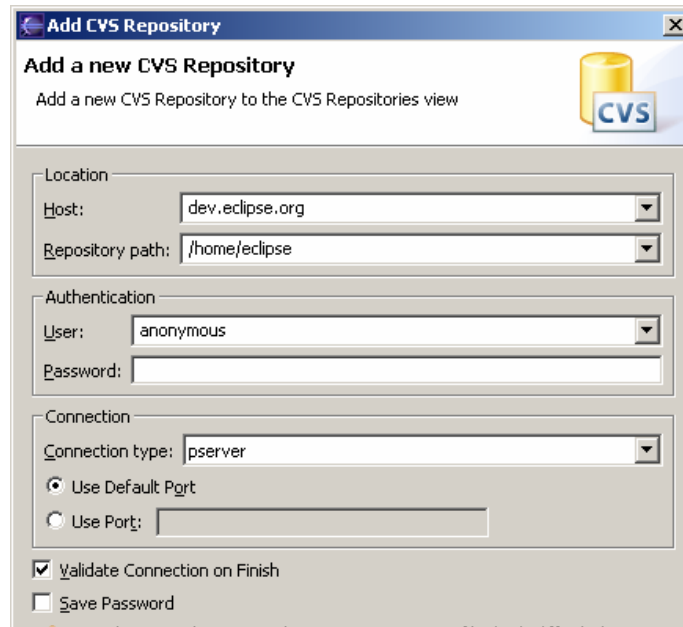 Add CVS Repository
Add a new CVS Repository
Add a new CVS Repository to the CVS Repositories view
CVS
Location
Host: dev.eclipse.org
Repository path: /home/eclipse
Authentication
User: anonymous
Password:
Connection
Connection type: pserver
Use Default Port
Use Port:
Validate Connection on Finish
Save Password